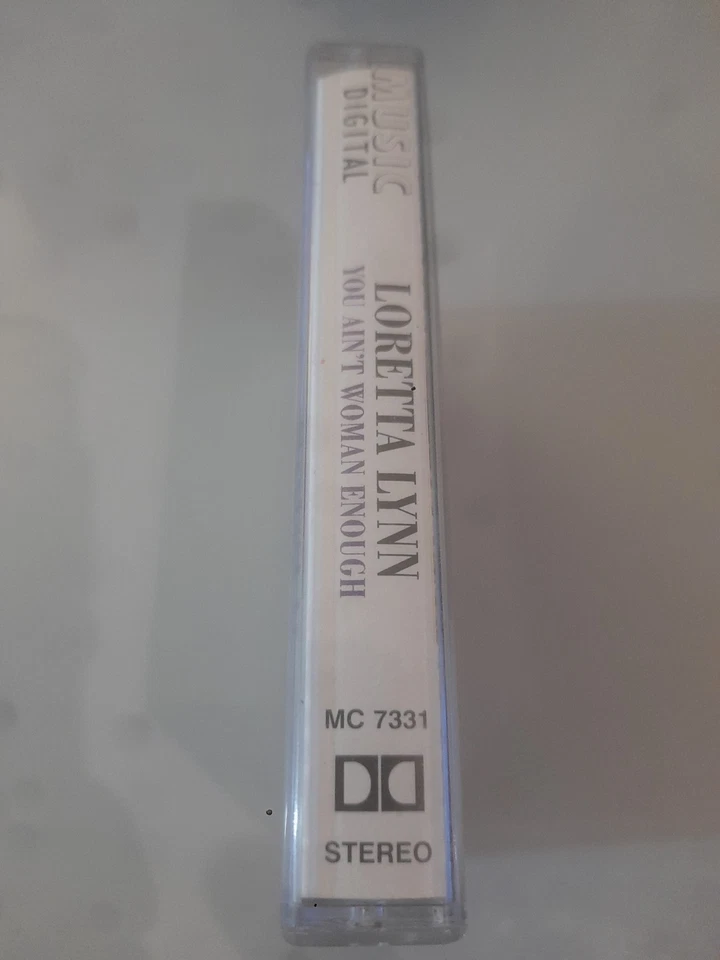 MUSIC
DIGITAL
LORETTA LYNN
YOU AIN'T WOMAN ENOUGH
MC 7331
STEREO